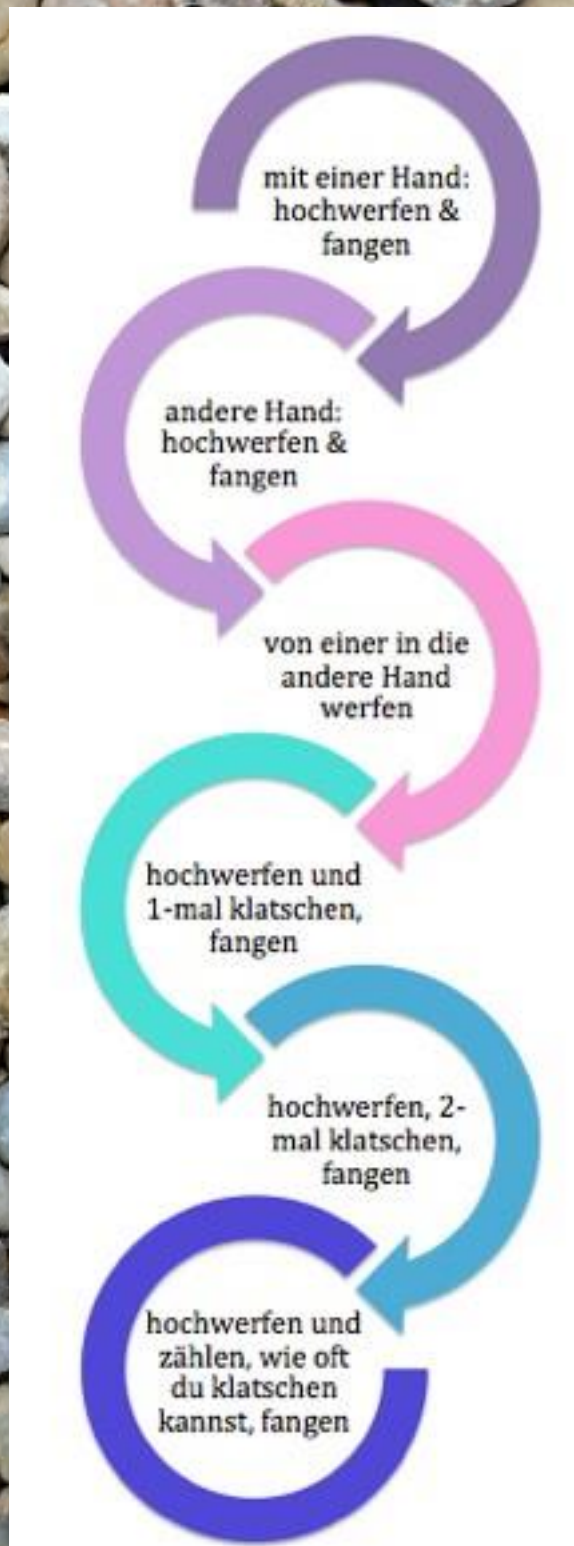 mit einer Hand:
hochwerfen &
fangen
andere Hand:
hochwerfen &
fangen
von einer in die
andere Hand
werfen
hochwerfen und
1-mal klatschen,
fangen
hochwerfen, 2-
mal klatschen,
fangen
hochwerfen und
zählen, wie oft
du klatschen
kannst, fangen